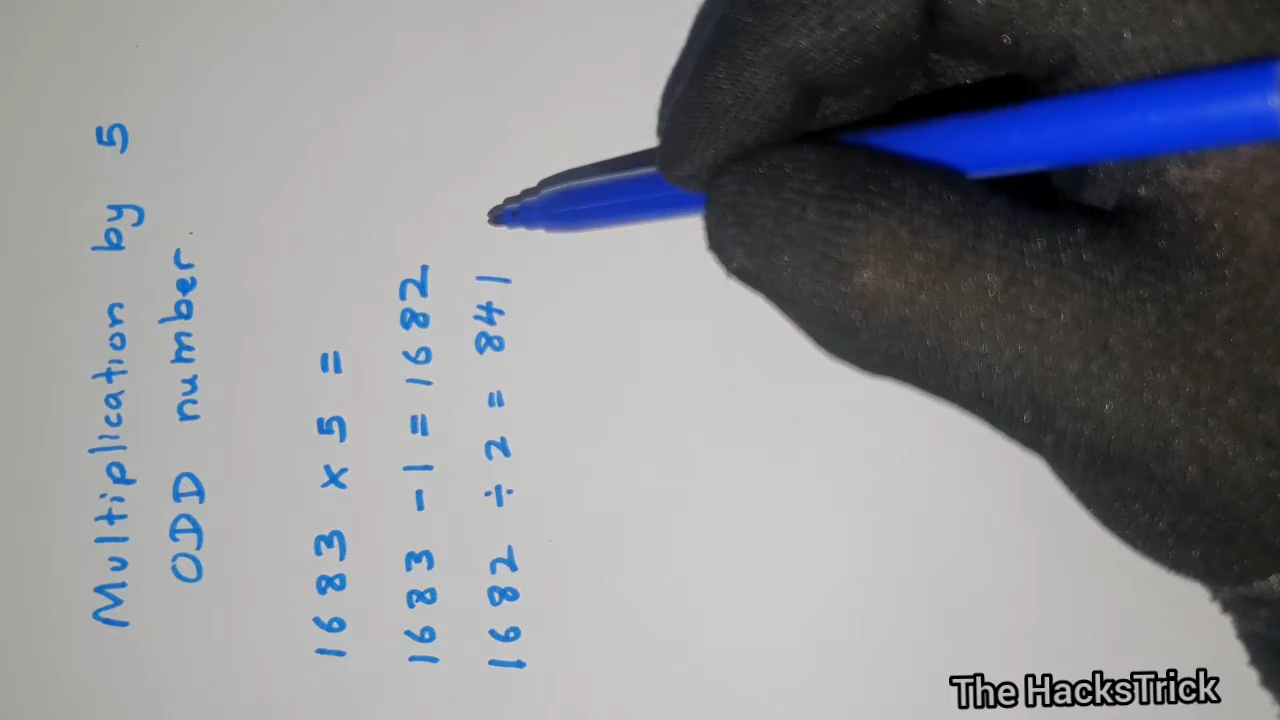 Multiplication by 5
ODD number
1683 × 5 =
1683 - 1 = 1682
1682 ÷ 2 = 841
The HacksTrick